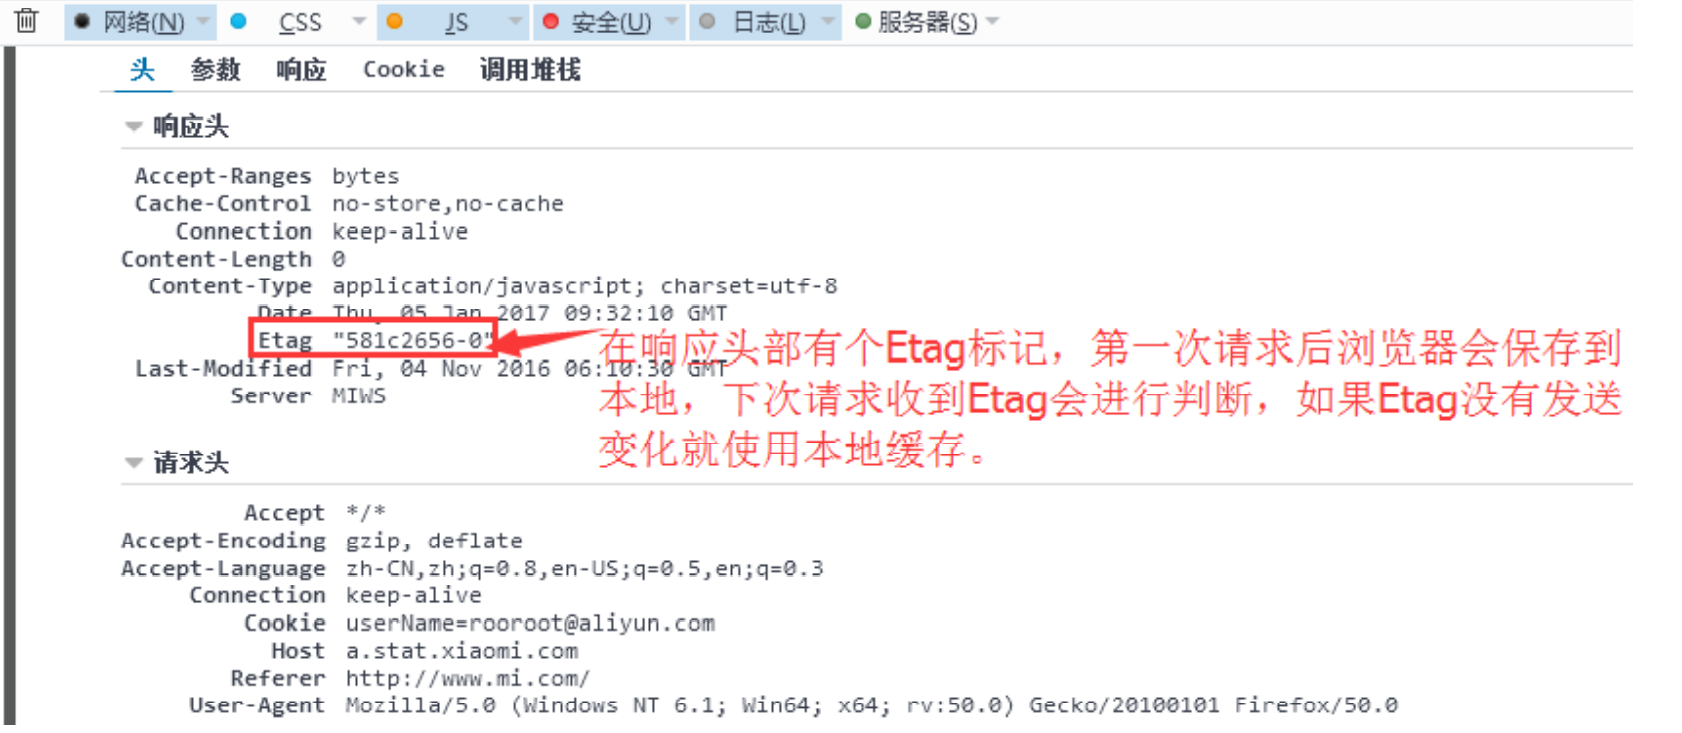 网络(N) CSS JS 安全(U) 日志(L) 服务器(S)
头 参数 响应 Cookie 调用堆栈
响应头
Accept-Ranges bytes
Cache-Control no-store,no-cache
Connection keep-alive
Content-Length 0
Content-Type application/javascript; charset=utf-8
Date Thu, 05 Jan 2017 09:32:10 GMT
Etag "581c2656-0"
Last-Modified Fri, 04 Nov 2016 06:10:30 GMT
Server MIWS
在响应头部有个Etag标记，第一次请求后浏览器会保存到
本地，下次请求收到Etag会进行判断，如果Etag没有发送
变化就使用本地缓存。
请求头
Accept */*
Accept-Encoding gzip, deflate
Accept-Language zh-CN,zh;q=0.8,en-US;q=0.5,en;q=0.3
Connection keep-alive
Cookie userName=rooroot@aliyun.com
Host a.stat.xiaomi.com
Referer http://www.mi.com/
User-Agent Mozilla/5.0 (Windows NT 6.1; Win64; x64; rv:50.0) Gecko/20100101 Firefox/50.0